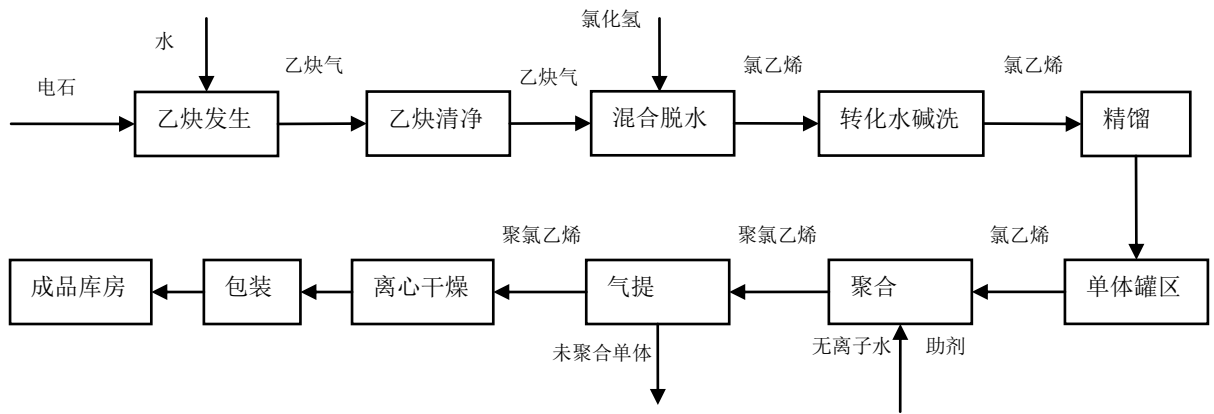 氯化氢
水
乙炔气
乙炔气
氯乙烯
氯乙烯
电石
乙炔发生
乙炔清净
混合脱水
转化水碱洗
精馏
聚氯乙烯
聚氯乙烯
氯乙烯
成品库房
包装
离心干燥
气提
聚合
单体罐区
未聚合单体
无离子水
助剂